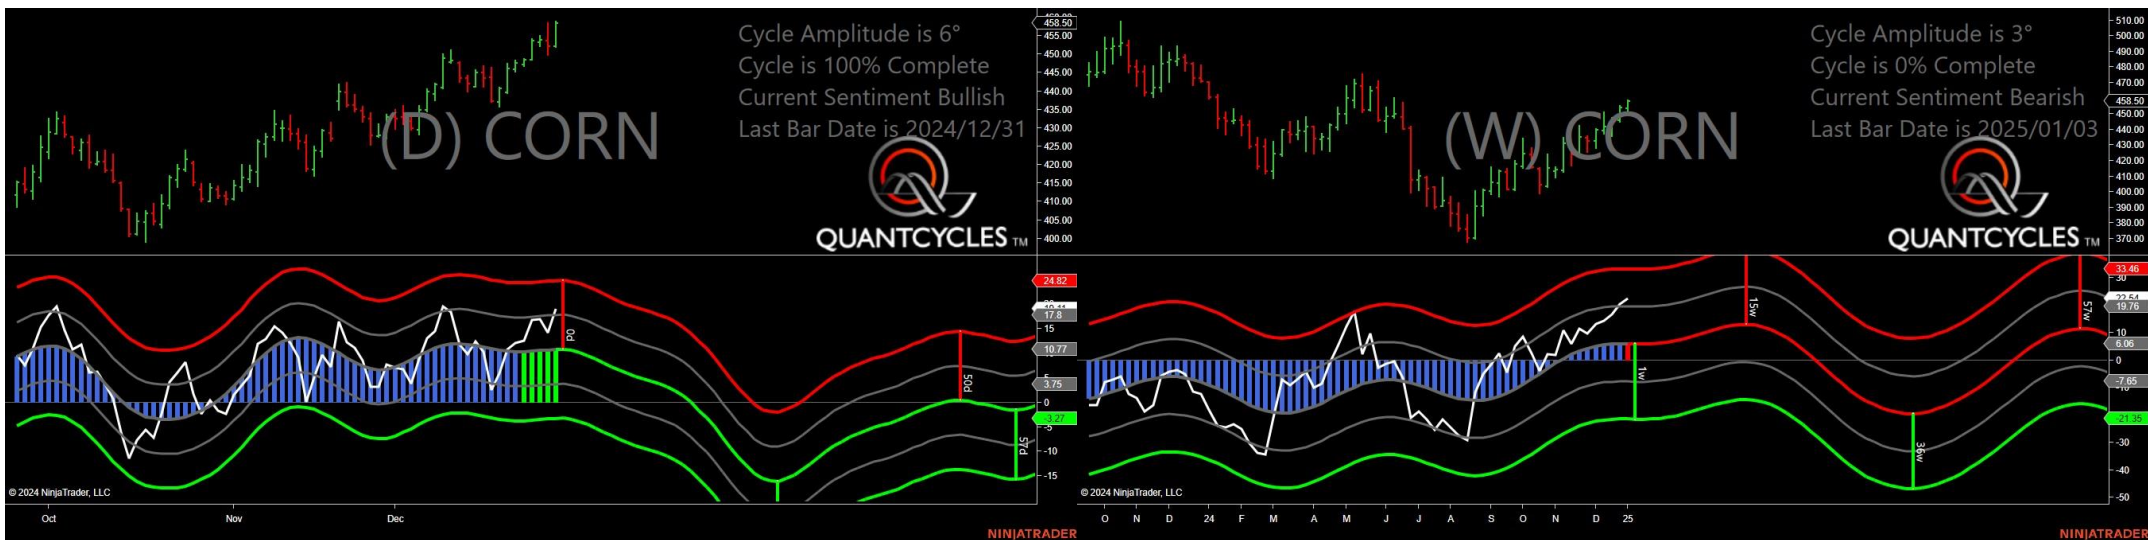 Cycle Amplitude is 6°
Cycle is 100% Complete
Current Sentiment Bullish
Last Bar Date is 2024/12/31
(D) CORN
QUANTCYCLES TM
458.50
455.00
445.00
440.00
435.00
430.00
425.00
420.00
415.00
410.00
405.00
400.00
24.82
17.8
15
10.77
5
3.75
0
-3.27
-5
-10
-15
0d
50d
57d
© 2024 NinjaTrader, LLC
Oct Nov Dec
NINJATRADER
Cycle Amplitude is 3°
Cycle is 0% Complete
Current Sentiment Bearish
Last Bar Date is 2025/01/03
(W) CORN
QUANTCYCLES TM
510.00
500.00
490.00
480.00
470.00
458.50
450.00
440.00
430.00
420.00
410.00
400.00
390.00
380.00
370.00
33.46
30
22.54
19.76
10
6.06
0
-7.65
-21.35
-30
-40
-50
15w
57w
1w
36w
© 2024 NinjaTrader, LLC
O N D 24 F M A M J J A S O N D 25
NINJATRADER